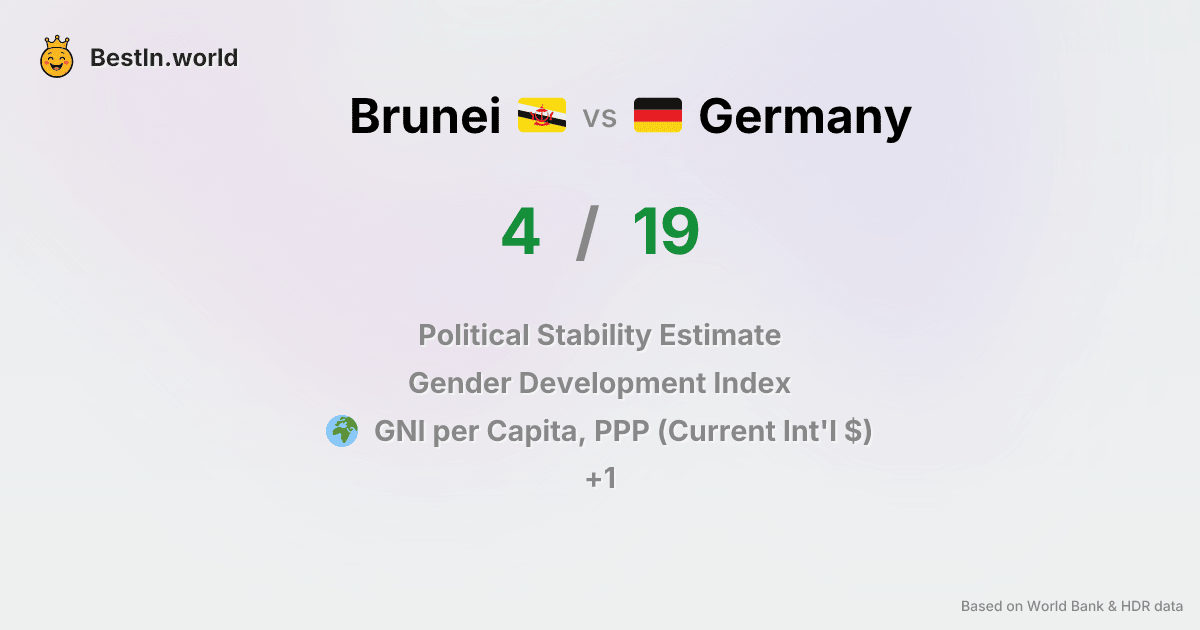 BestIn.world
Brunei vs Germany
4 / 19
Political Stability Estimate
Gender Development Index
GNI per Capita, PPP (Current Int'l $)
+1
Based on World Bank & HDR data